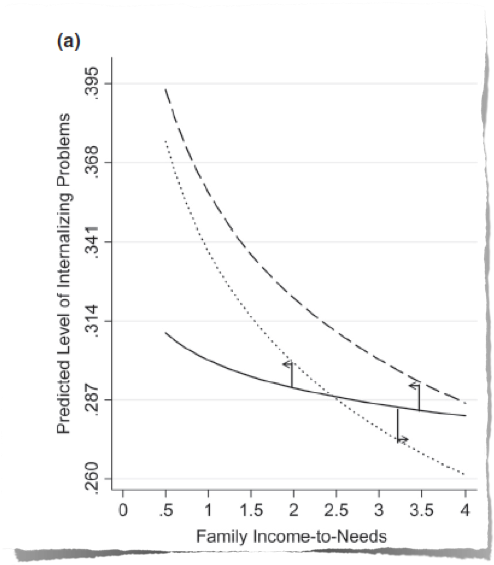 (a)
Predicted Level of Internalizing Problems
.395
.368
.341
.314
.287
.260
0 .5 1 1.5 2 2.5 3 3.5 4
Family Income-to-Needs